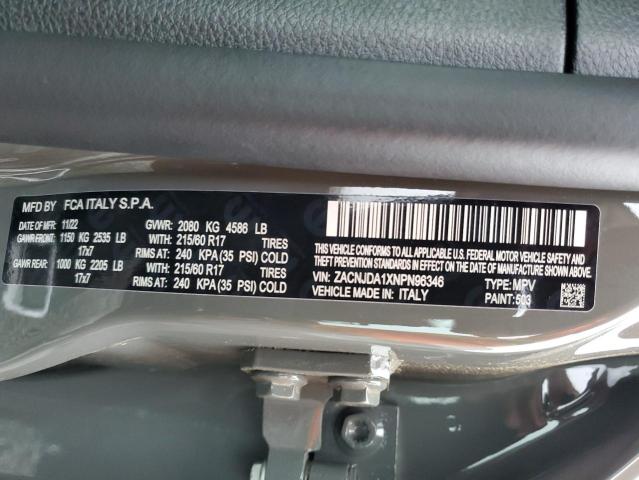 MFD BY FCA ITALY S.P.A.
DATE OF MFR: 11/22 GVWR: 2080 KG 4586 LB
GAWR FRONT: 1150 KG 2535 LB WITH: 215/60 R17 TIRES
17x7 RIMS AT: 240 KPA (35 PSI) COLD
GAWR REAR: 1000 KG 2205 LB WITH: 215/60 R17 TIRES
17x7 RIMS AT: 240 KPA (35 PSI) COLD
THIS VEHICLE CONFORMS TO ALL APPLICABLE U.S. FEDERAL MOTOR VEHICLE SAFETY AND
BUMPER STANDARDS IN EFFECT ON THE DATE OF MANUFACTURE SHOWN ABOVE.
VIN: ZACNJDA1XNPN96346 TYPE: MPV
VEHICLE MADE IN: ITALY PAINT: 503